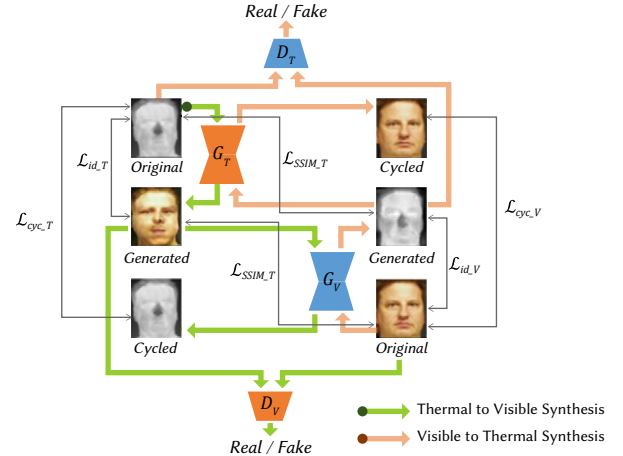 Real / Fake
D_T
G_T
Original
Cycled
ℒ_id_T
ℒ_SSIM_T
ℒ_cyc_T
ℒ_cyc_V
Generated
Generated
ℒ_SSIM_T
G_V
ℒ_id_V
Cycled
Original
D_V
Real / Fake
Thermal to Visible Synthesis
Visible to Thermal Synthesis